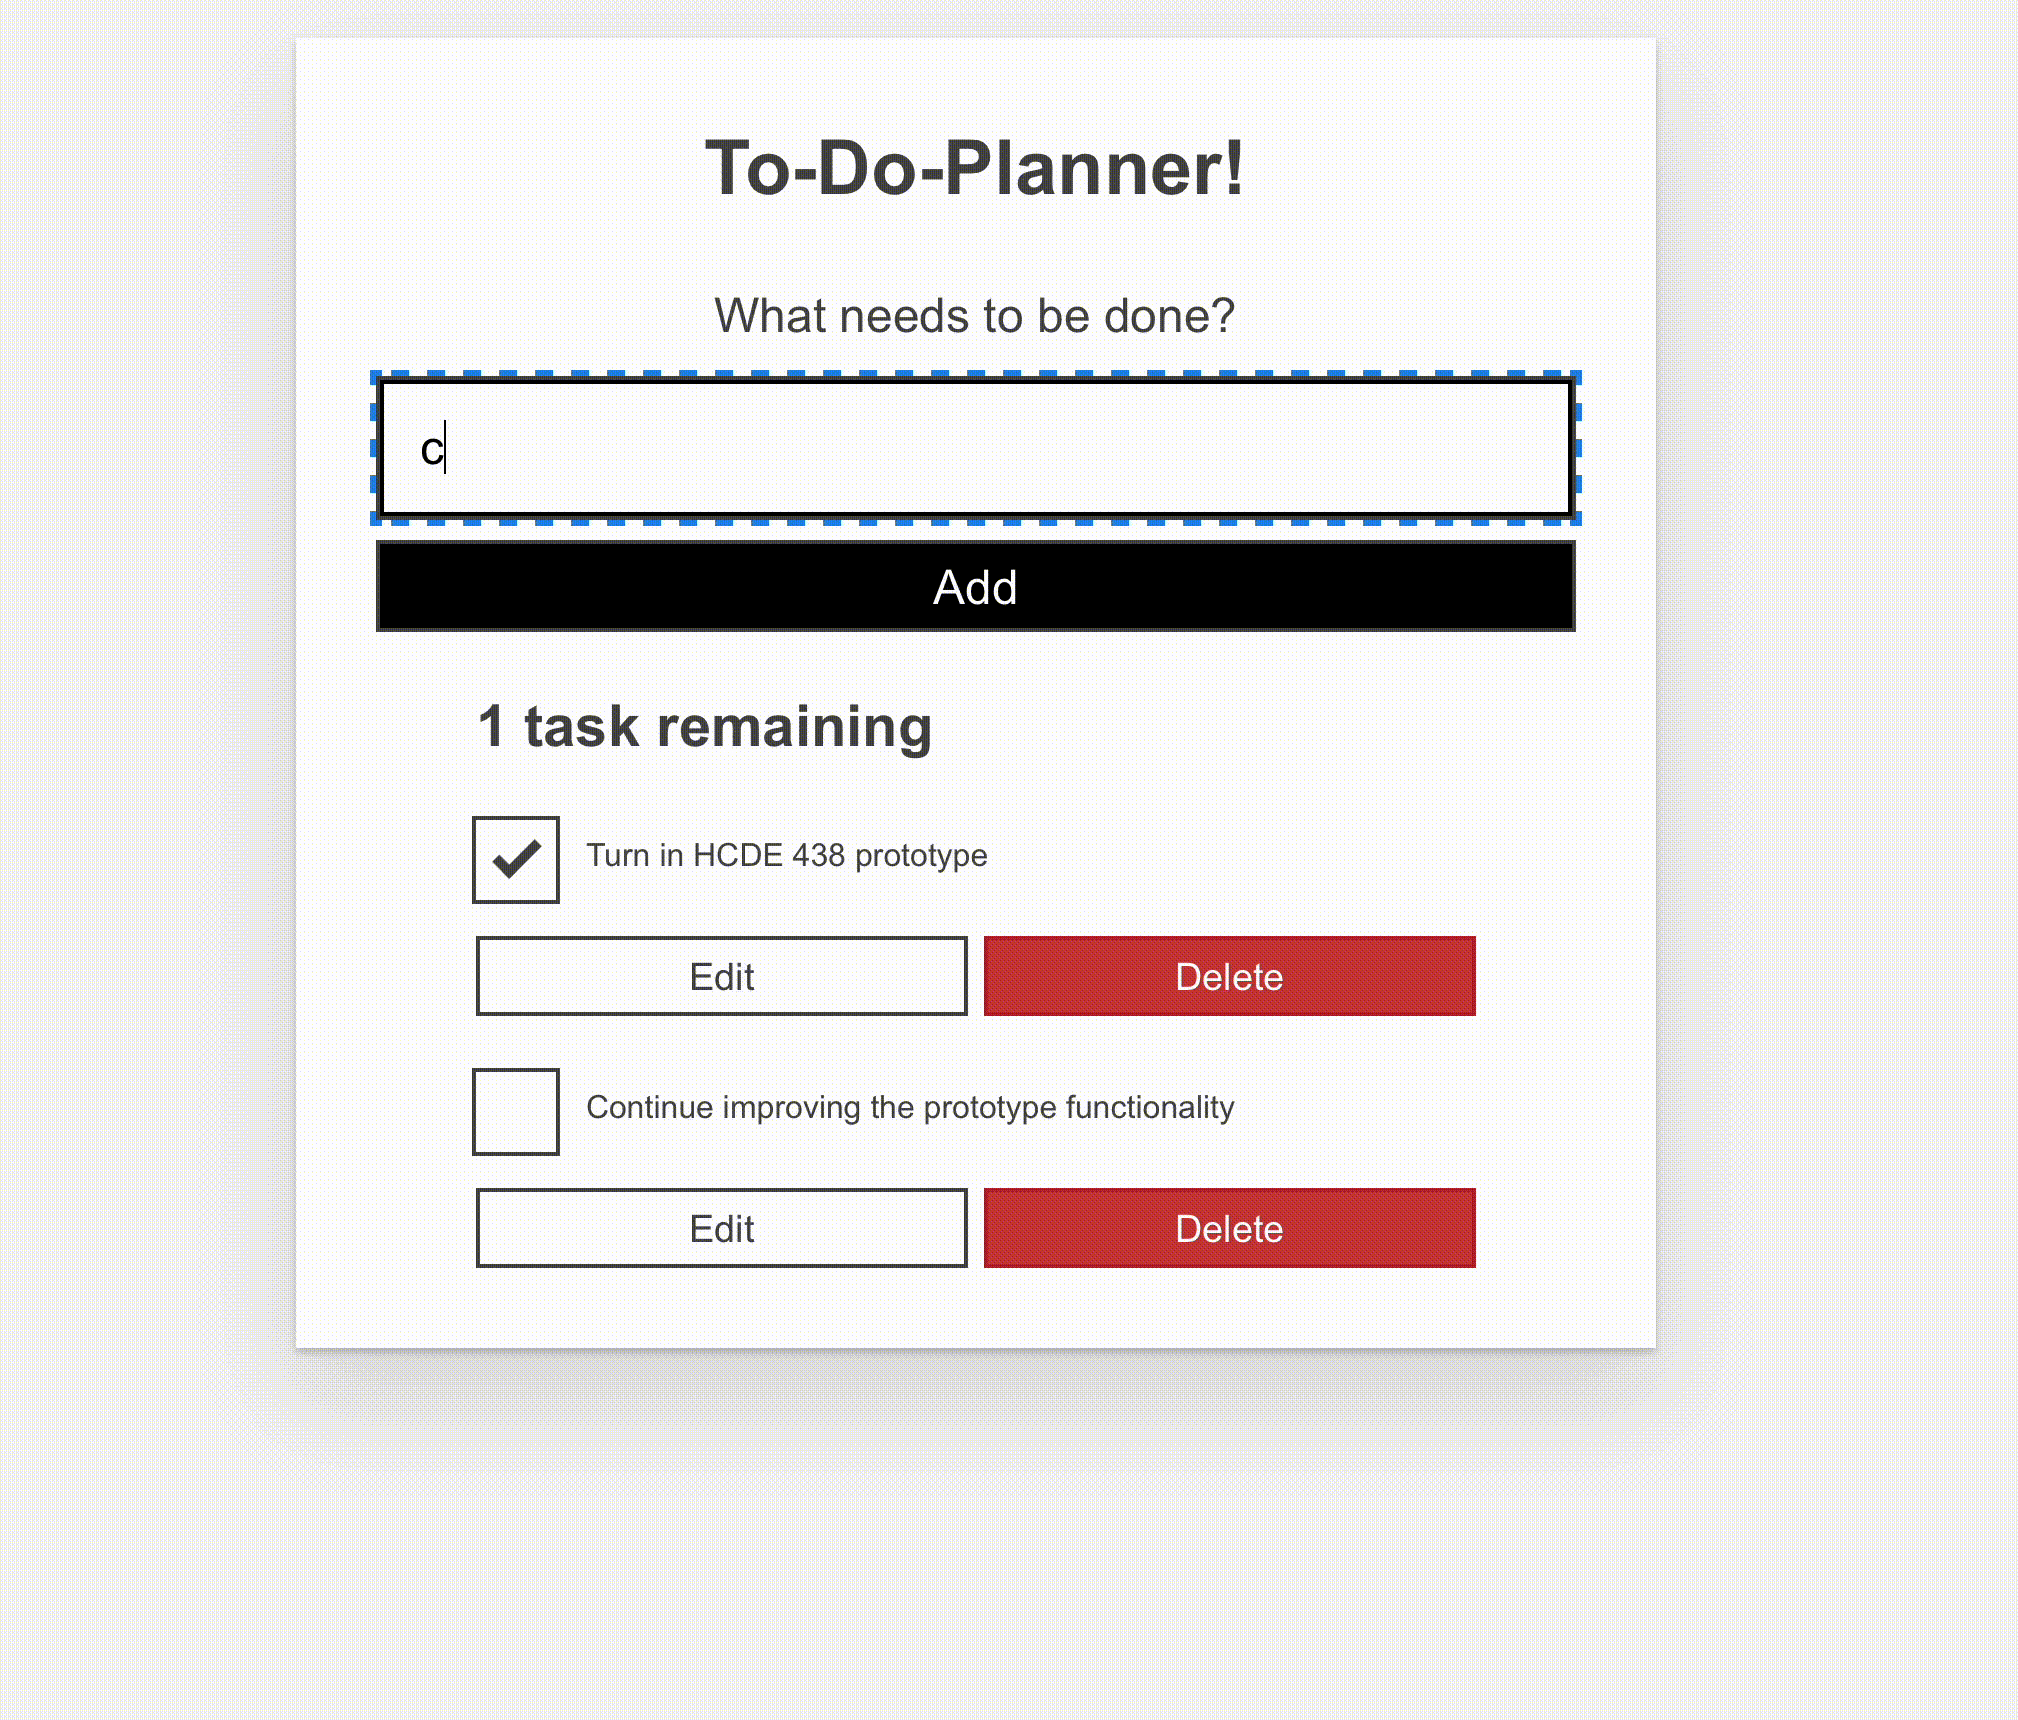 To-Do-Planner!
What needs to be done?
c
Add
1 task remaining
Turn in HCDE 438 prototype
Edit Delete
Continue improving the prototype functionality
Edit Delete